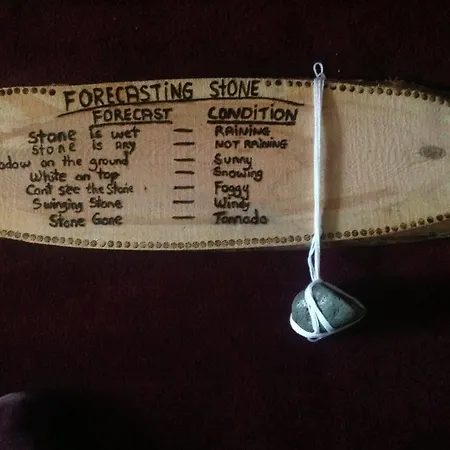 FORECASTING STONE
FORECAST CONDITION
Stone is wet — RAINING
Stone is dry — NOT RAINING
adow on the ground — Sunny
White on top — Snowing
Can't see the Stone — Foggy
Swinging Stone — Windy
Stone Gone — Tornado